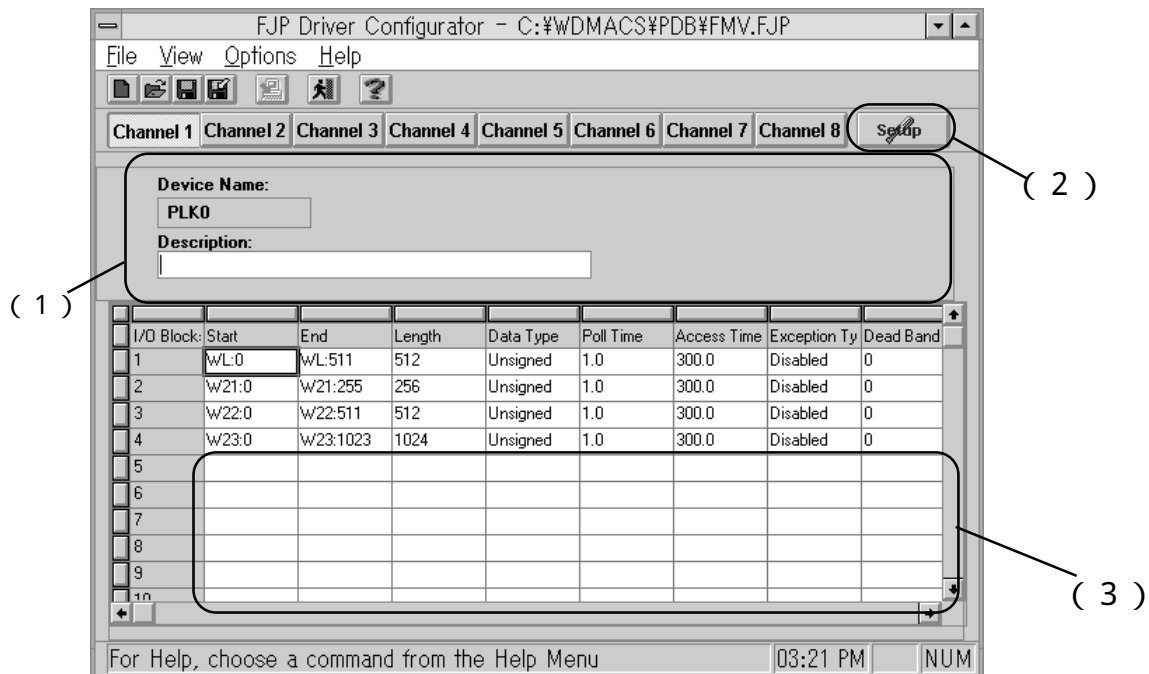 FJP Driver Configurator - C:¥WDMACS¥PDB¥FMV.FJP
File View Options Help
Channel 1 Channel 2 Channel 3 Channel 4 Channel 5 Channel 6 Channel 7 Channel 8 Setup
( 2 )
Device Name:
PLK0
Description:
( 1 )
I/O Block: Start End Length Data Type Poll Time Access Time Exception Ty Dead Band
1 WL:0 WL:511 512 Unsigned 1.0 300.0 Disabled 0
2 W21:0 W21:255 256 Unsigned 1.0 300.0 Disabled 0
3 W22:0 W22:511 512 Unsigned 1.0 300.0 Disabled 0
4 W23:0 W23:1023 1024 Unsigned 1.0 300.0 Disabled 0
5
6
7
8
9
10
( 3 )
For Help, choose a command from the Help Menu 03:21 PM NUM